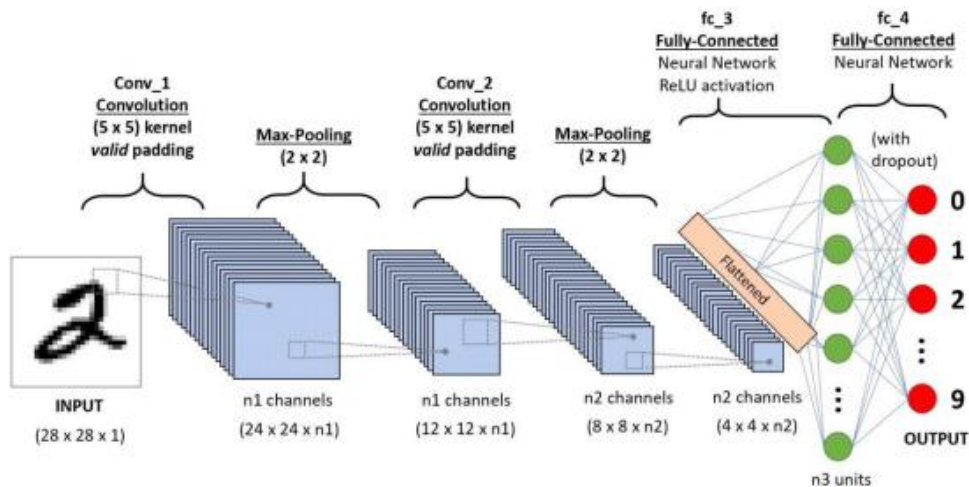 fc_3
Fully-Connected
Neural Network
ReLU activation
fc_4
Fully-Connected
Neural Network
Conv_1
Convolution
(5 x 5) kernel
valid padding
Max-Pooling
(2 x 2)
Conv_2
Convolution
(5 x 5) kernel
valid padding
Max-Pooling
(2 x 2)
(with
dropout)
Flattened
0
1
2
...
9
2
...
INPUT
(28 x 28 x 1)
n1 channels
(24 x 24 x n1)
n1 channels
(12 x 12 x n1)
n2 channels
(8 x 8 x n2)
n2 channels
(4 x 4 x n2)
OUTPUT
n3 units